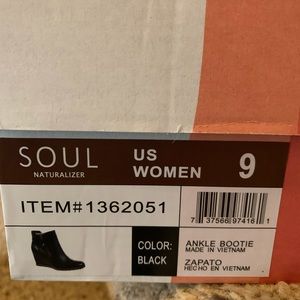 SOUL
NATURALIZER
US
WOMEN
9
ITEM#1362051
7 37566 97416 1
COLOR:
BLACK
ANKLE BOOTIE
MADE IN VIETNAM
ZAPATO
HECHO EN VIETNAM